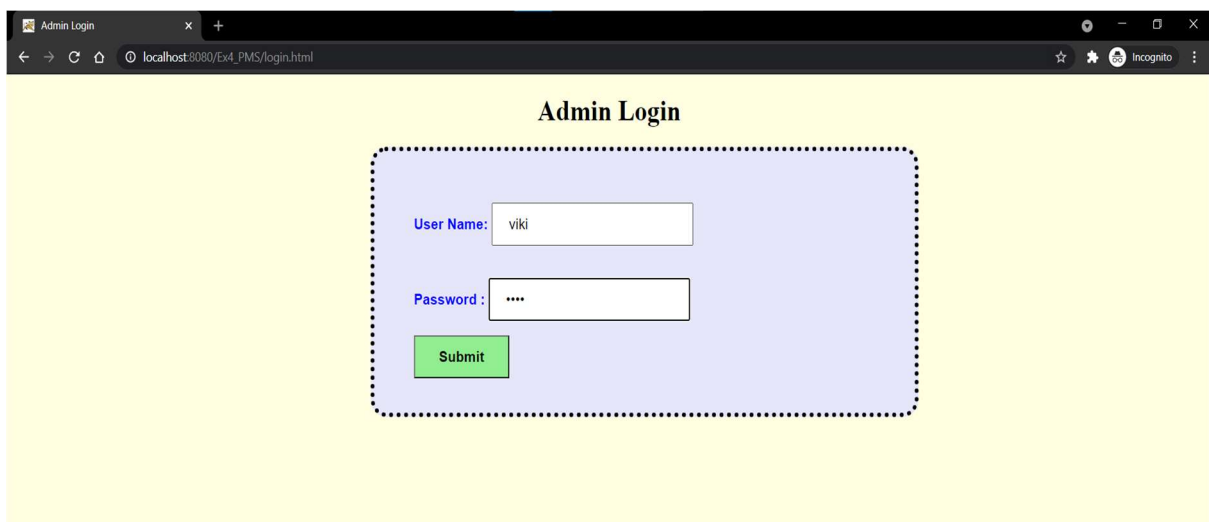 Admin Login
Incognito
localhost:8080/Ex4_PMS/login.html
Admin Login
User Name: viki
Password : ••••
Submit